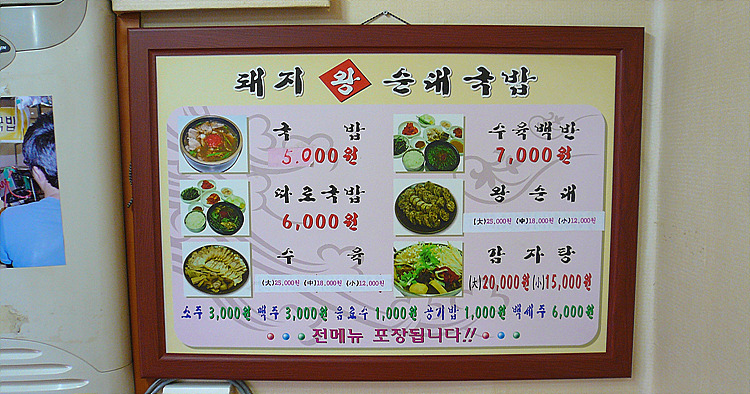 돼지 왕 순대국밥
국밥
5,000원
수육백반
7,000원
따로국밥
6,000원
왕순대
(大)25,000원 (中)18,000원 (小)12,000원
수육
(大)25,000원 (中)18,000원 (小)12,000원
감자탕
(大)20,000원 (小)15,000원
소주 3,000원 맥주 3,000원 음료수 1,000원 공기밥 1,000원 백세주 6,000원
전메뉴 포장됩니다!!
국밥